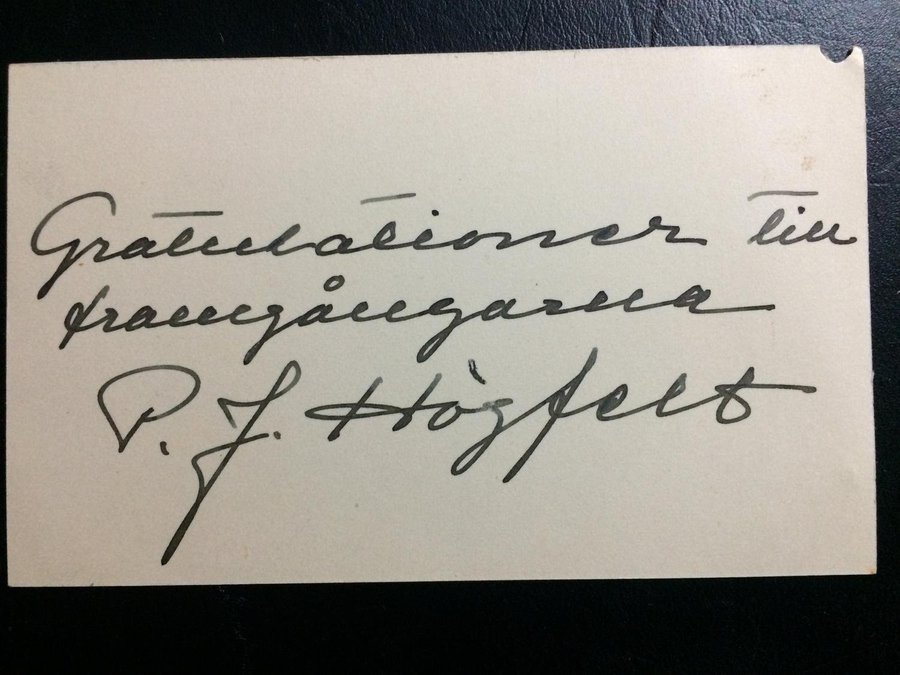 Gratulationer till
framgångarna
P. J. Högfelt